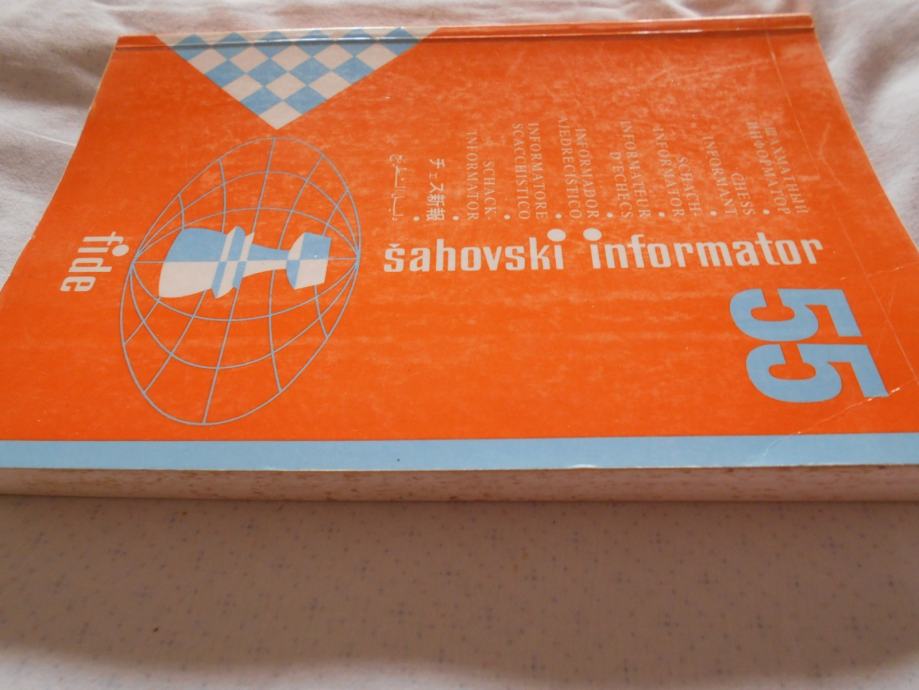 55
šahovski informator
ШАХМАТНЫЙ
ИНФОРМАТОР •
CHESS
INFORMANT •
SCHACH-
INFORMATOR •
INFORMATEUR
D'ECHECS •
INFORMADOR
AJEDRECISTICO •
INFORMATORE
SCACCHISTICO •
SCHACK
INFORMATOR •
チェス新報 •
fide